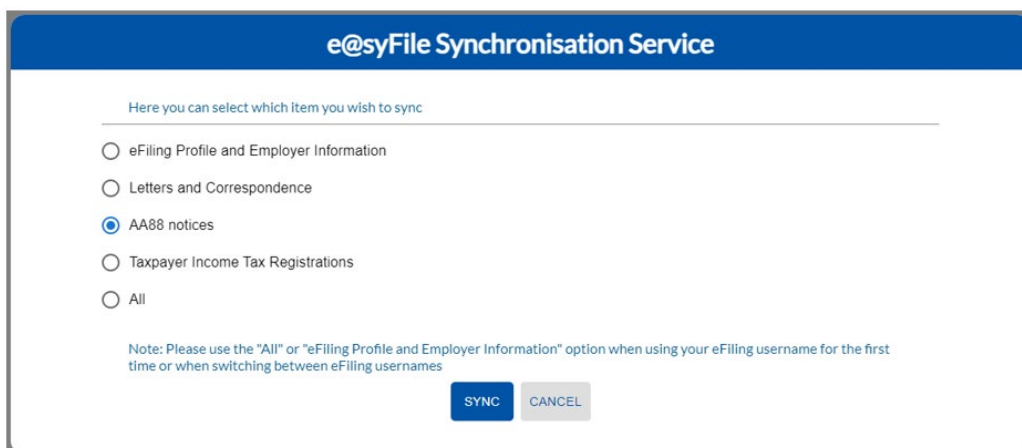 e@syFile Synchronisation Service
Here you can select which item you wish to sync
eFiling Profile and Employer Information
Letters and Correspondence
AA88 notices
Taxpayer Income Tax Registrations
All
Note: Please use the "All" or "eFiling Profile and Employer Information" option when using your eFiling username for the first
time or when switching between eFiling usernames
SYNC CANCEL